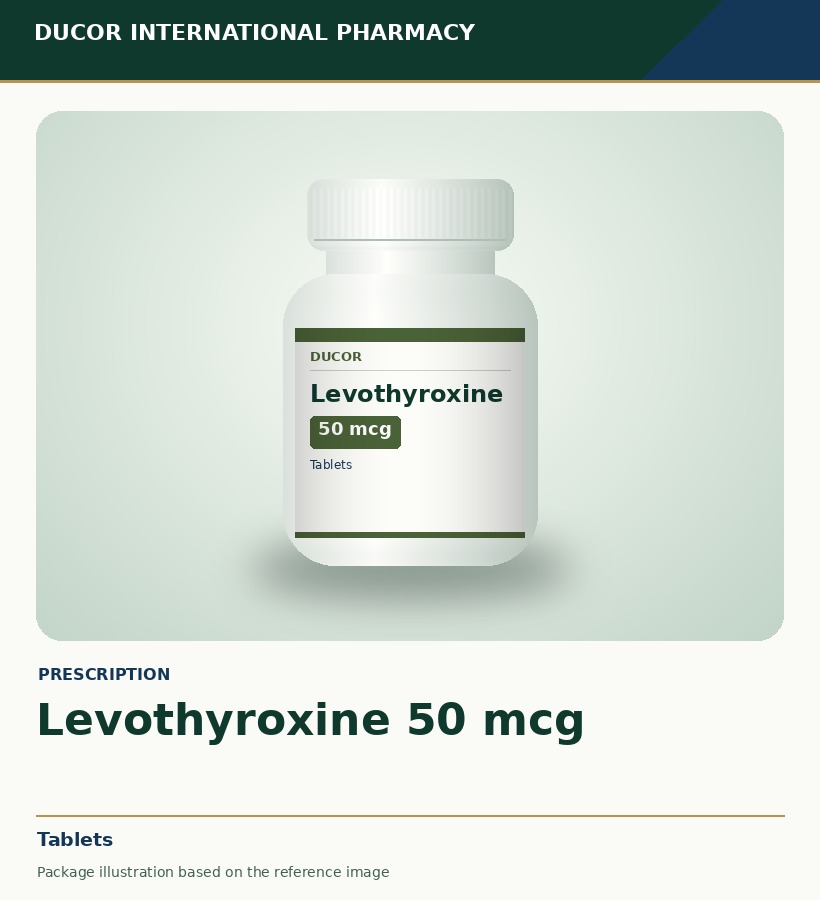 DUCOR INTERNATIONAL PHARMACY
DUCOR
Levothyroxine
50 mcg
Tablets
PRESCRIPTION
Levothyroxine 50 mcg
Tablets
Package illustration based on the reference image